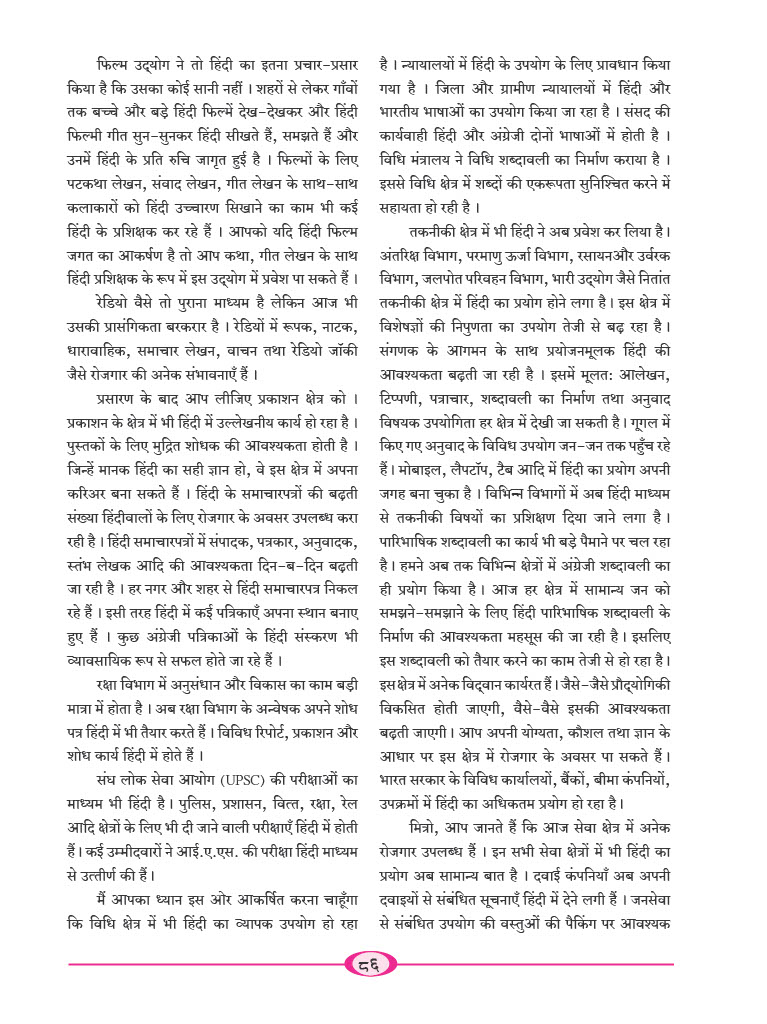 फिल्म उद्‌योग ने तो हिंदी का इतना प्रचार-प्रसार
किया है कि उसका कोई सानी नहीं । शहरों से लेकर गाँवों
तक बच्चे और बड़े हिंदी फिल्में देख-देखकर और हिंदी
फिल्मी गीत सुन-सुनकर हिंदी सीखते हैं, समझते हैं और
उनमें हिंदी के प्रति रुचि जागृत हुई है । फिल्मों के लिए
पटकथा लेखन, संवाद लेखन, गीत लेखन के साथ-साथ
कलाकारों को हिंदी उच्चारण सिखाने का काम भी कई
हिंदी के प्रशिक्षक कर रहे हैं । आपको यदि हिंदी फिल्म
जगत का आकर्षण है तो आप कथा, गीत लेखन के साथ
हिंदी प्रशिक्षक के रूप में इस उद्‌योग में प्रवेश पा सकते हैं ।
रेडियो वैसे तो पुराना माध्यम है लेकिन आज भी
उसकी प्रासंगिकता बरकरार है । रेडियों में रूपक, नाटक,
धारावाहिक, समाचार लेखन, वाचन तथा रेडियो जॉकी
जैसे रोजगार की अनेक संभावनाएँ हैं ।
प्रसारण के बाद आप लीजिए प्रकाशन क्षेत्र को ।
प्रकाशन के क्षेत्र में भी हिंदी में उल्लेखनीय कार्य हो रहा है ।
पुस्तकों के लिए मुद्रित शोधक की आवश्यकता होती है ।
जिन्हें मानक हिंदी का सही ज्ञान हो, वे इस क्षेत्र में अपना
करिअर बना सकते हैं । हिंदी के समाचारपत्रों की बढ़ती
संख्या हिंदीवालों के लिए रोजगार के अवसर उपलब्ध करा
रही है । हिंदी समाचारपत्रों में संपादक, पत्रकार, अनुवादक,
स्तंभ लेखक आदि की आवश्यकता दिन-ब-दिन बढ़ती
जा रही है । हर नगर और शहर से हिंदी समाचारपत्र निकल
रहे हैं । इसी तरह हिंदी में कई पत्रिकाएँ अपना स्थान बनाए
हुए हैं । कुछ अंग्रेजी पत्रिकाओं के हिंदी संस्करण भी
व्यावसायिक रूप से सफल होते जा रहे हैं ।
रक्षा विभाग में अनुसंधान और विकास का काम बड़ी
मात्रा में होता है । अब रक्षा विभाग के अन्वेषक अपने शोध
पत्र हिंदी में भी तैयार करते हैं । विविध रिपोर्ट, प्रकाशन और
शोध कार्य हिंदी में होते हैं ।
संघ लोक सेवा आयोग (UPSC) की परीक्षाओं का
माध्यम भी हिंदी है । पुलिस, प्रशासन, वित्त, रक्षा, रेल
आदि क्षेत्रों के लिए भी दी जाने वाली परीक्षाएँ हिंदी में होती
हैं । कई उम्मीदवारों ने आई.ए.एस. की परीक्षा हिंदी माध्यम
से उत्तीर्ण की हैं ।
मैं आपका ध्यान इस ओर आकर्षित करना चाहूँगा
कि विधि क्षेत्र में भी हिंदी का व्यापक उपयोग हो रहा
है । न्यायालयों में हिंदी के उपयोग के लिए प्रावधान किया
गया है । जिला और ग्रामीण न्यायालयों में हिंदी और
भारतीय भाषाओं का उपयोग किया जा रहा है । संसद की
कार्यवाही हिंदी और अंग्रेजी दोनों भाषाओं में होती है ।
विधि मंत्रालय ने विधि शब्दावली का निर्माण कराया है ।
इससे विधि क्षेत्र में शब्दों की एकरूपता सुनिश्चित करने में
सहायता हो रही है ।
तकनीकी क्षेत्र में भी हिंदी ने अब प्रवेश कर लिया है ।
अंतरिक्ष विभाग, परमाणु ऊर्जा विभाग, रसायनऔर उर्वरक
विभाग, जलपोत परिवहन विभाग, भारी उद्‌योग जैसे नितांत
तकनीकी क्षेत्र में हिंदी का प्रयोग होने लगा है । इस क्षेत्र में
विशेषज्ञों की निपुणता का उपयोग तेजी से बढ़ रहा है ।
संगणक के आगमन के साथ प्रयोजनमूलक हिंदी की
आवश्यकता बढ़ती जा रही है । इसमें मूलत: आलेखन,
टिप्पणी, पत्राचार, शब्दावली का निर्माण तथा अनुवाद
विषयक उपयोगिता हर क्षेत्र में देखी जा सकती है । गूगल में
किए गए अनुवाद के विविध उपयोग जन-जन तक पहुँच रहे
हैं । मोबाइल, लैपटॉप, टैब आदि में हिंदी का प्रयोग अपनी
जगह बना चुका है । विभिन्न विभागों में अब हिंदी माध्यम
से तकनीकी विषयों का प्रशिक्षण दिया जाने लगा है ।
पारिभाषिक शब्दावली का कार्य भी बड़े पैमाने पर चल रहा
है । हमने अब तक विभिन्न क्षेत्रों में अंग्रेजी शब्दावली का
ही प्रयोग किया है । आज हर क्षेत्र में सामान्य जन को
समझने-समझाने के लिए हिंदी पारिभाषिक शब्दावली के
निर्माण की आवश्यकता महसूस की जा रही है । इसलिए
इस शब्दावली को तैयार करने का काम तेजी से हो रहा है ।
इस क्षेत्र में अनेक विद्‌वान कार्यरत हैं । जैसे-जैसे प्रौद्‌योगिकी
विकसित होती जाएगी, वैसे-वैसे इसकी आवश्यकता
बढ़ती जाएगी । आप अपनी योग्यता, कौशल तथा ज्ञान के
आधार पर इस क्षेत्र में रोजगार के अवसर पा सकते हैं ।
भारत सरकार के विविध कार्यालयों, बैंकों, बीमा कंपनियों,
उपक्रमों में हिंदी का अधिकतम प्रयोग हो रहा है ।
मित्रो, आप जानते हैं कि आज सेवा क्षेत्र में अनेक
रोजगार उपलब्ध हैं । इन सभी सेवा क्षेत्रों में भी हिंदी का
प्रयोग अब सामान्य बात है । दवाई कंपनियाँ अब अपनी
दवाइयों से संबंधित सूचनाएँ हिंदी में देने लगी हैं । जनसेवा
से संबंधित उपयोग की वस्तुओं की पैकिंग पर आवश्यक
८६